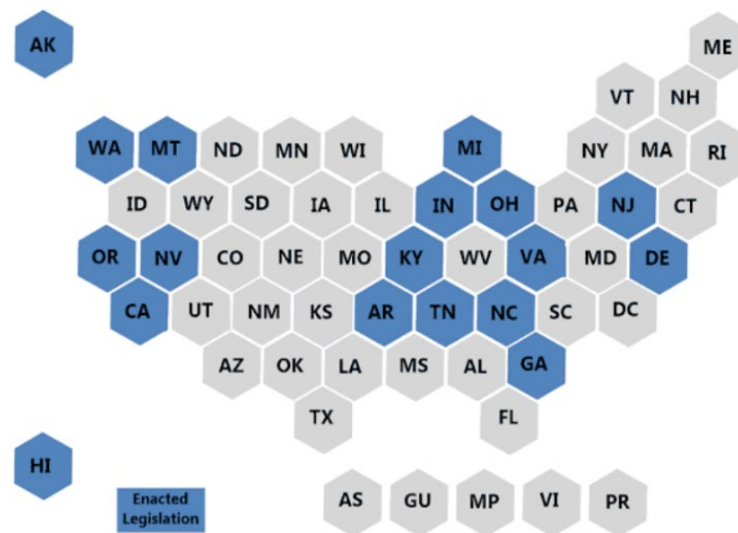 AK
ME
VT NH
WA MT ND MN WI MI NY MA RI
ID WY SD IA IL IN OH PA NJ CT
OR NV CO NE MO KY WV VA MD DE
CA UT NM KS AR TN NC SC DC
AZ OK LA MS AL GA
TX FL
HI
Enacted
Legislation
AS GU MP VI PR